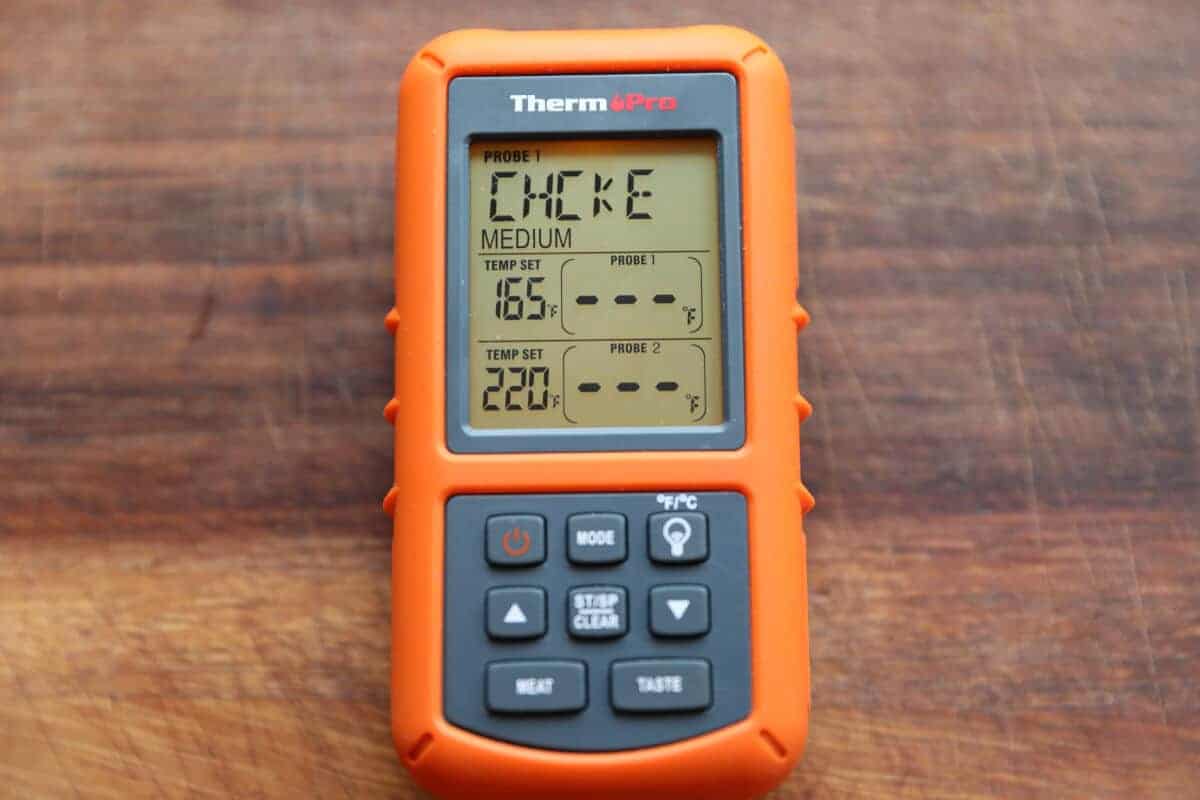 ThermoPro
PROBE 1
CHCKE
MEDIUM
TEMP SET PROBE 1
165°F - - - °F
TEMP SET PROBE 2
220°F - - - °F
°F/°C
MODE
ST/SP
CLEAR
MEAT TASTE